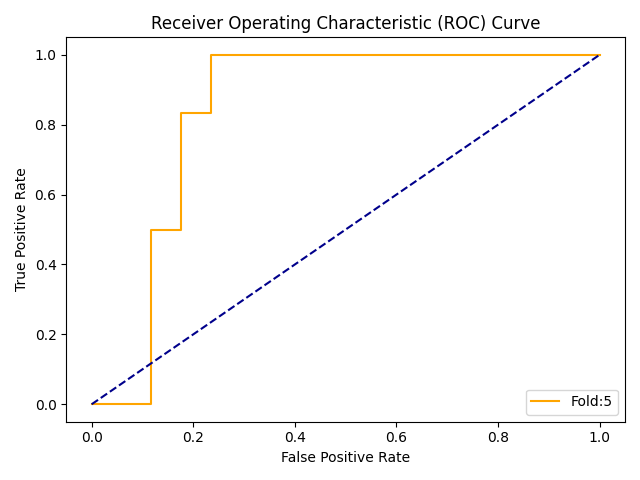 Receiver Operating Characteristic (ROC) Curve
1.0
0.8
0.6
0.4
0.2
0.0
True Positive Rate
0.0 0.2 0.4 0.6 0.8 1.0
False Positive Rate
Fold:5